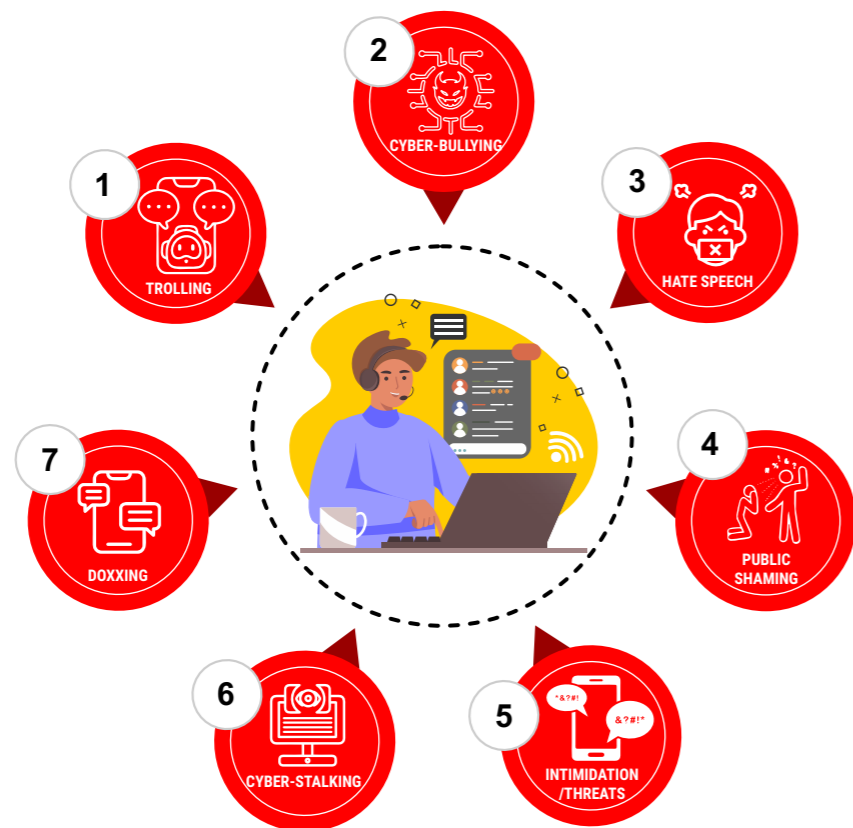 1
TROLLING
2
CYBER-BULLYING
3
HATE SPEECH
4
PUBLIC
SHAMING
5
*&?#!
&?#!*
INTIMIDATION
/THREATS
6
CYBER-STALKING
7
DOXXING